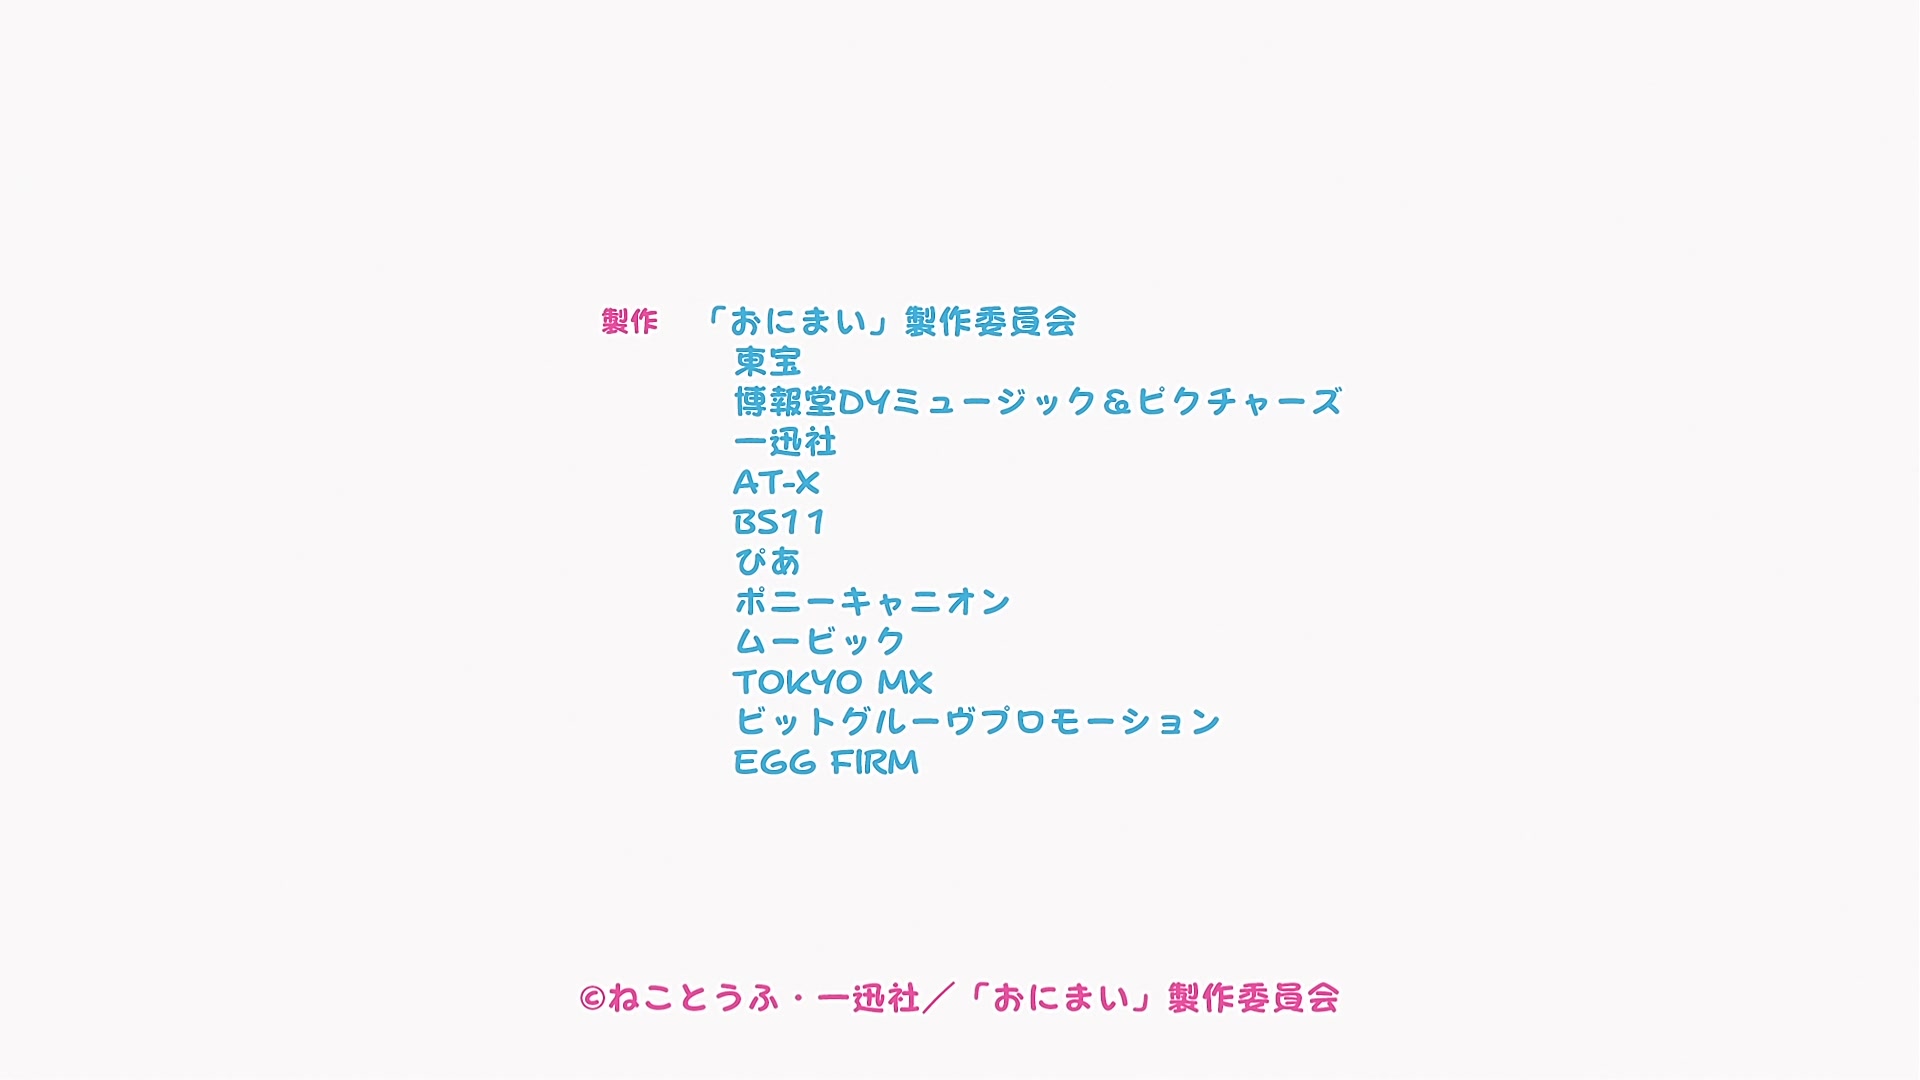 製作 「おにまい」製作委員会
東宝
博報堂DYミュージック&ピクチャーズ
一迅社
AT-X
BS11
ぴあ
ポニーキャニオン
ムービック
TOKYO MX
ビットグルーヴプロモーション
EGG FIRM
©ねことうふ・一迅社／「おにまい」製作委員会